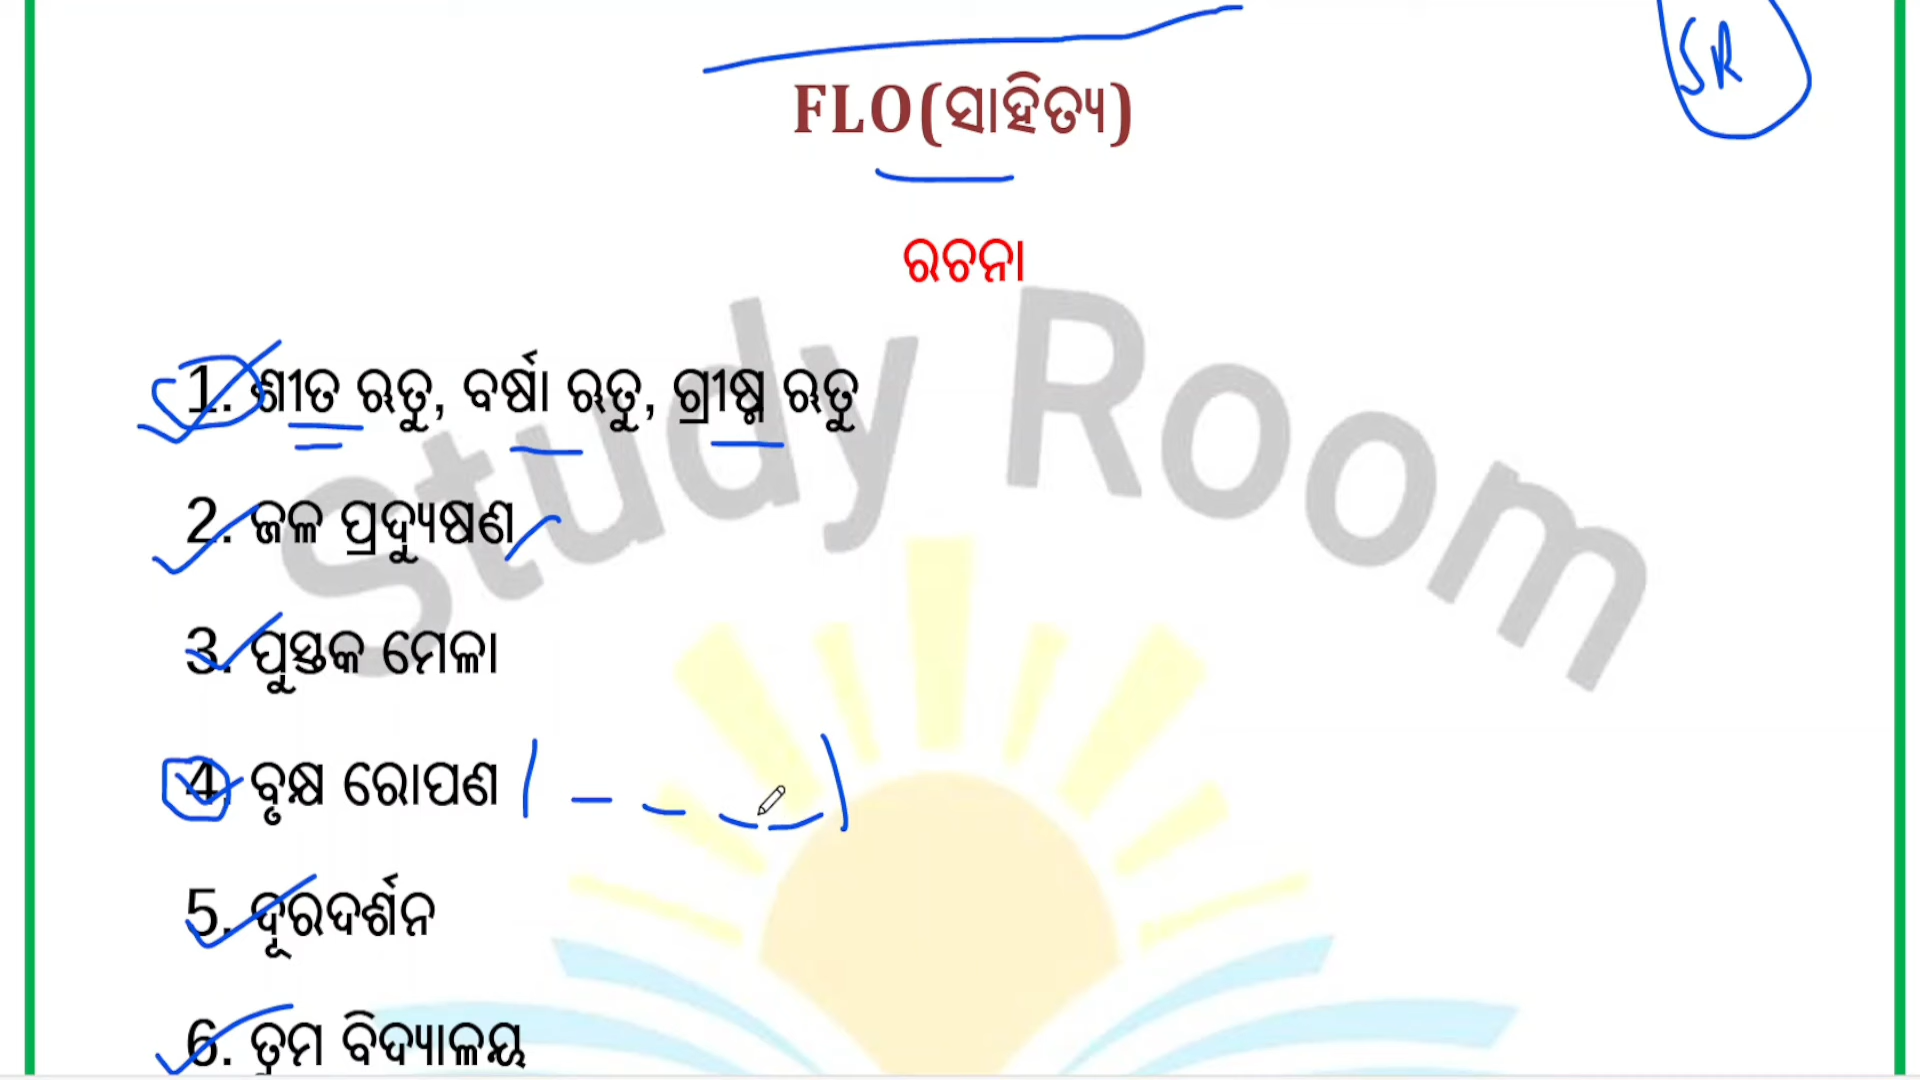 SR
FLO(ସାହିତ୍ୟ)
ରଚନା
1. ଶୀତ ଋତୁ, ବର୍ଷା ଋତୁ, ଗ୍ରୀଷ୍ମ ଋତୁ
2. ଜଳ ପ୍ରଦ୍ୟୁଷଣ
3. ପୁସ୍ତକ ମେଳା
4. ବୃକ୍ଷ ରୋପଣ
5. ଦୂରଦର୍ଶନ
6. ତୁମ ବିଦ୍ୟାଳୟ
Study Room